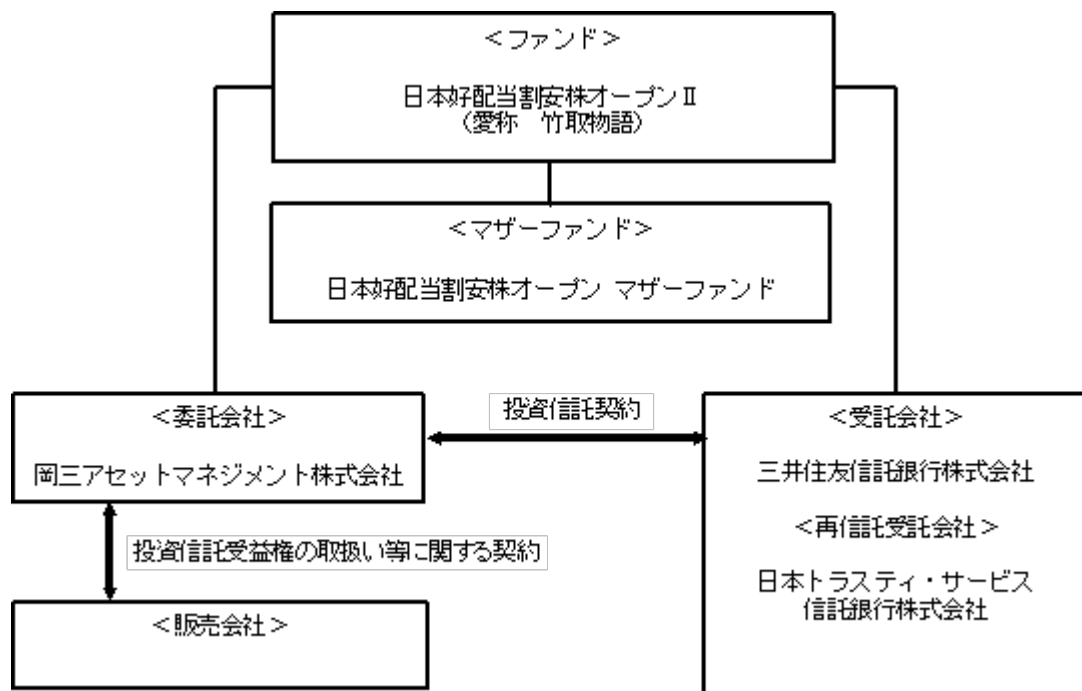 ＜ファンド＞
日本好配当割安株オープンⅡ
（愛称　竹取物語）
＜マザーファンド＞
日本好配当割安株オープン マザーファンド
＜委託会社＞
岡三アセットマネジメント株式会社
投資信託契約
＜受託会社＞
三井住友信託銀行株式会社
＜再信託受託会社＞
日本トラスティ・サービス
信託銀行株式会社
投資信託受益権の取扱い等に関する契約
＜販売会社＞